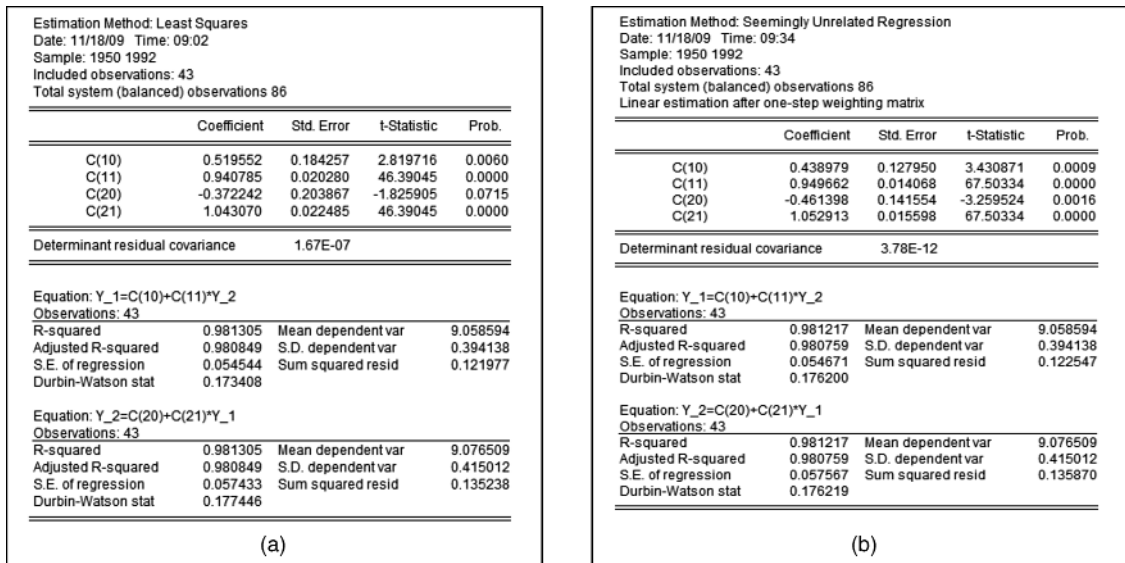 Estimation Method: Least Squares
Date: 11/18/09 Time: 09:02
Sample: 1950 1992
Included observations: 43
Total system (balanced) observations 86
Coefficient Std. Error t-Statistic Prob.
C(10) 0.519552 0.184257 2.819716 0.0060
C(11) 0.940785 0.020280 46.39045 0.0000
C(20) -0.372242 0.203867 -1.825905 0.0715
C(21) 1.043070 0.022485 46.39045 0.0000
Determinant residual covariance 1.67E-07
Equation: Y_1=C(10)+C(11)*Y_2
Observations: 43
R-squared 0.981305 Mean dependent var 9.058594
Adjusted R-squared 0.980849 S.D. dependent var 0.394138
S.E. of regression 0.054544 Sum squared resid 0.121977
Durbin-Watson stat 0.173408
Equation: Y_2=C(20)+C(21)*Y_1
Observations: 43
R-squared 0.981305 Mean dependent var 9.076509
Adjusted R-squared 0.980849 S.D. dependent var 0.415012
S.E. of regression 0.057433 Sum squared resid 0.135238
Durbin-Watson stat 0.177446
(a)
Estimation Method: Seemingly Unrelated Regression
Date: 11/18/09 Time: 09:34
Sample: 1950 1992
Included observations: 43
Total system (balanced) observations 86
Linear estimation after one-step weighting matrix
Coefficient Std. Error t-Statistic Prob.
C(10) 0.438979 0.127950 3.430871 0.0009
C(11) 0.949662 0.014068 67.50334 0.0000
C(20) -0.461398 0.141554 -3.259524 0.0016
C(21) 1.052913 0.015598 67.50334 0.0000
Determinant residual covariance 3.78E-12
Equation: Y_1=C(10)+C(11)*Y_2
Observations: 43
R-squared 0.981217 Mean dependent var 9.058594
Adjusted R-squared 0.980759 S.D. dependent var 0.394138
S.E. of regression 0.054671 Sum squared resid 0.122547
Durbin-Watson stat 0.176200
Equation: Y_2=C(20)+C(21)*Y_1
Observations: 43
R-squared 0.981217 Mean dependent var 9.076509
Adjusted R-squared 0.980759 S.D. dependent var 0.415012
S.E. of regression 0.057567 Sum squared resid 0.135870
Durbin-Watson stat 0.176219
(b)